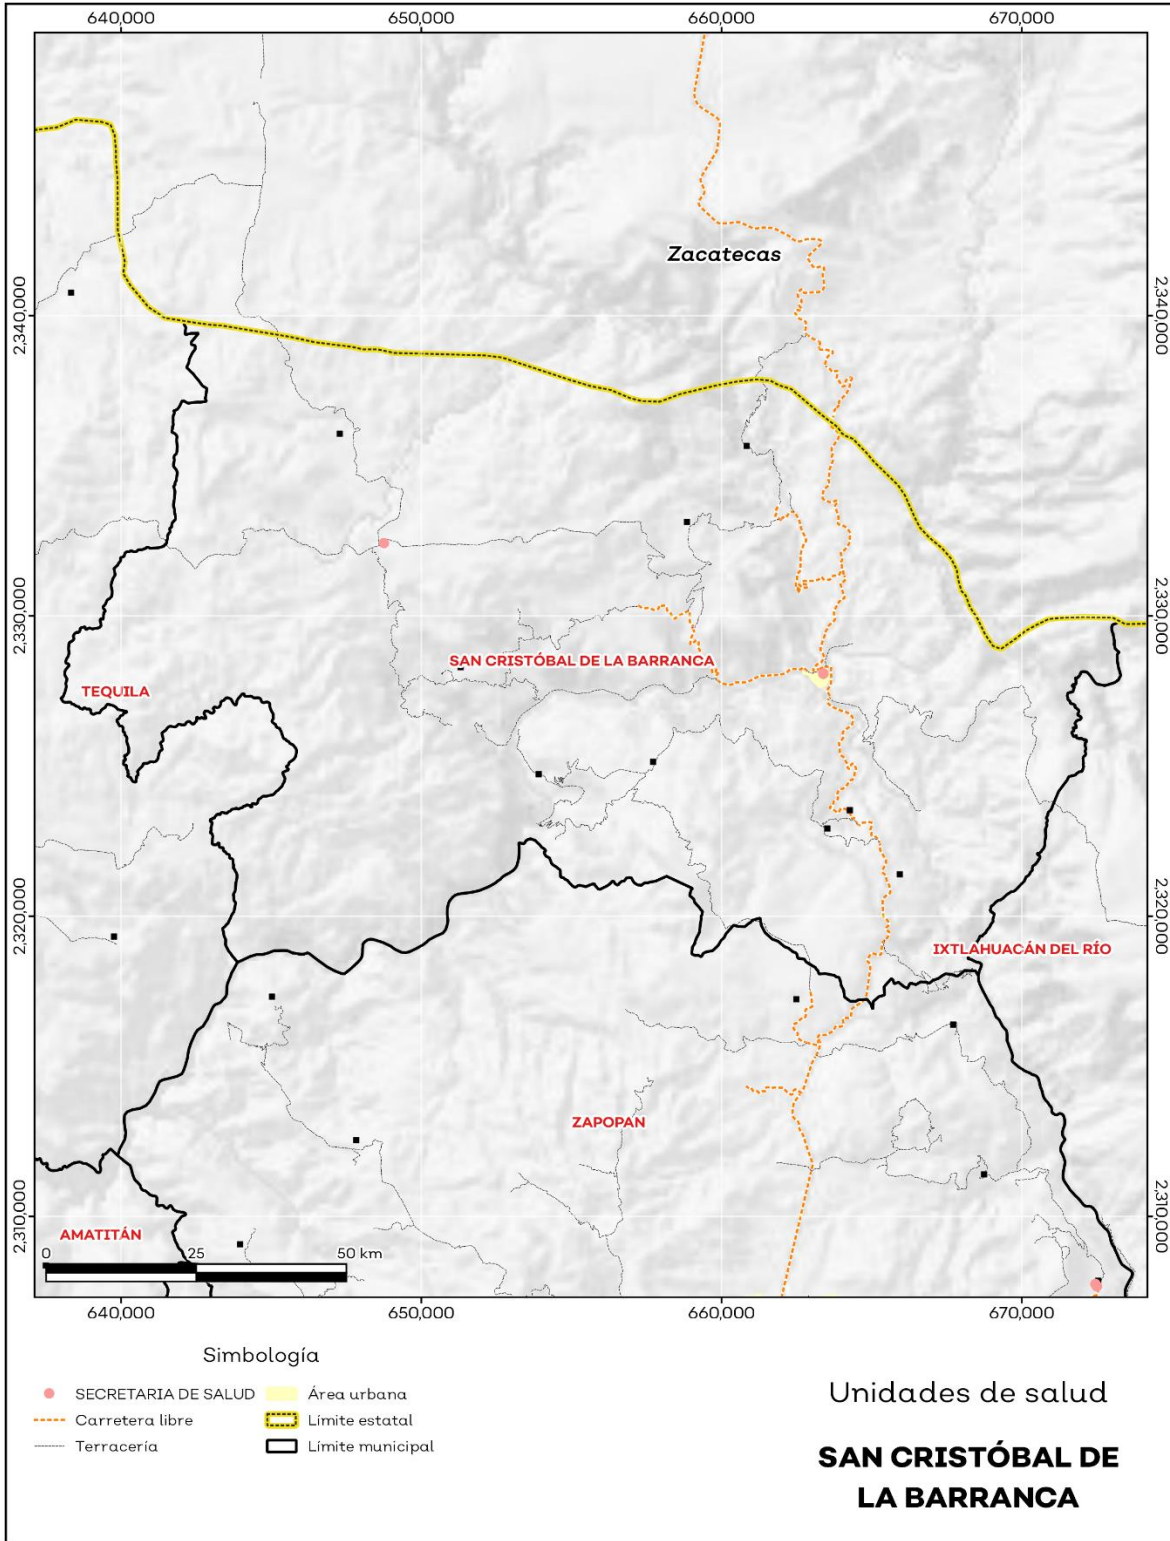 640,000 650,000 660,000 670,000
Zacatecas
2,340,000 2,340,000
2,330,000 2,330,000
SAN CRISTÓBAL DE LA BARRANCA
TEQUILA
2,320,000 2,320,000
IXTLAHUACÁN DEL RÍO
ZAPOPAN
2,310,000 2,310,000
AMATITÁN
0 25 50 km
640,000 650,000 660,000 670,000
Simbología
SECRETARIA DE SALUD
Carretera libre
Terracería
Área urbana
Límite estatal
Límite municipal
Unidades de salud
SAN CRISTÓBAL DE
LA BARRANCA